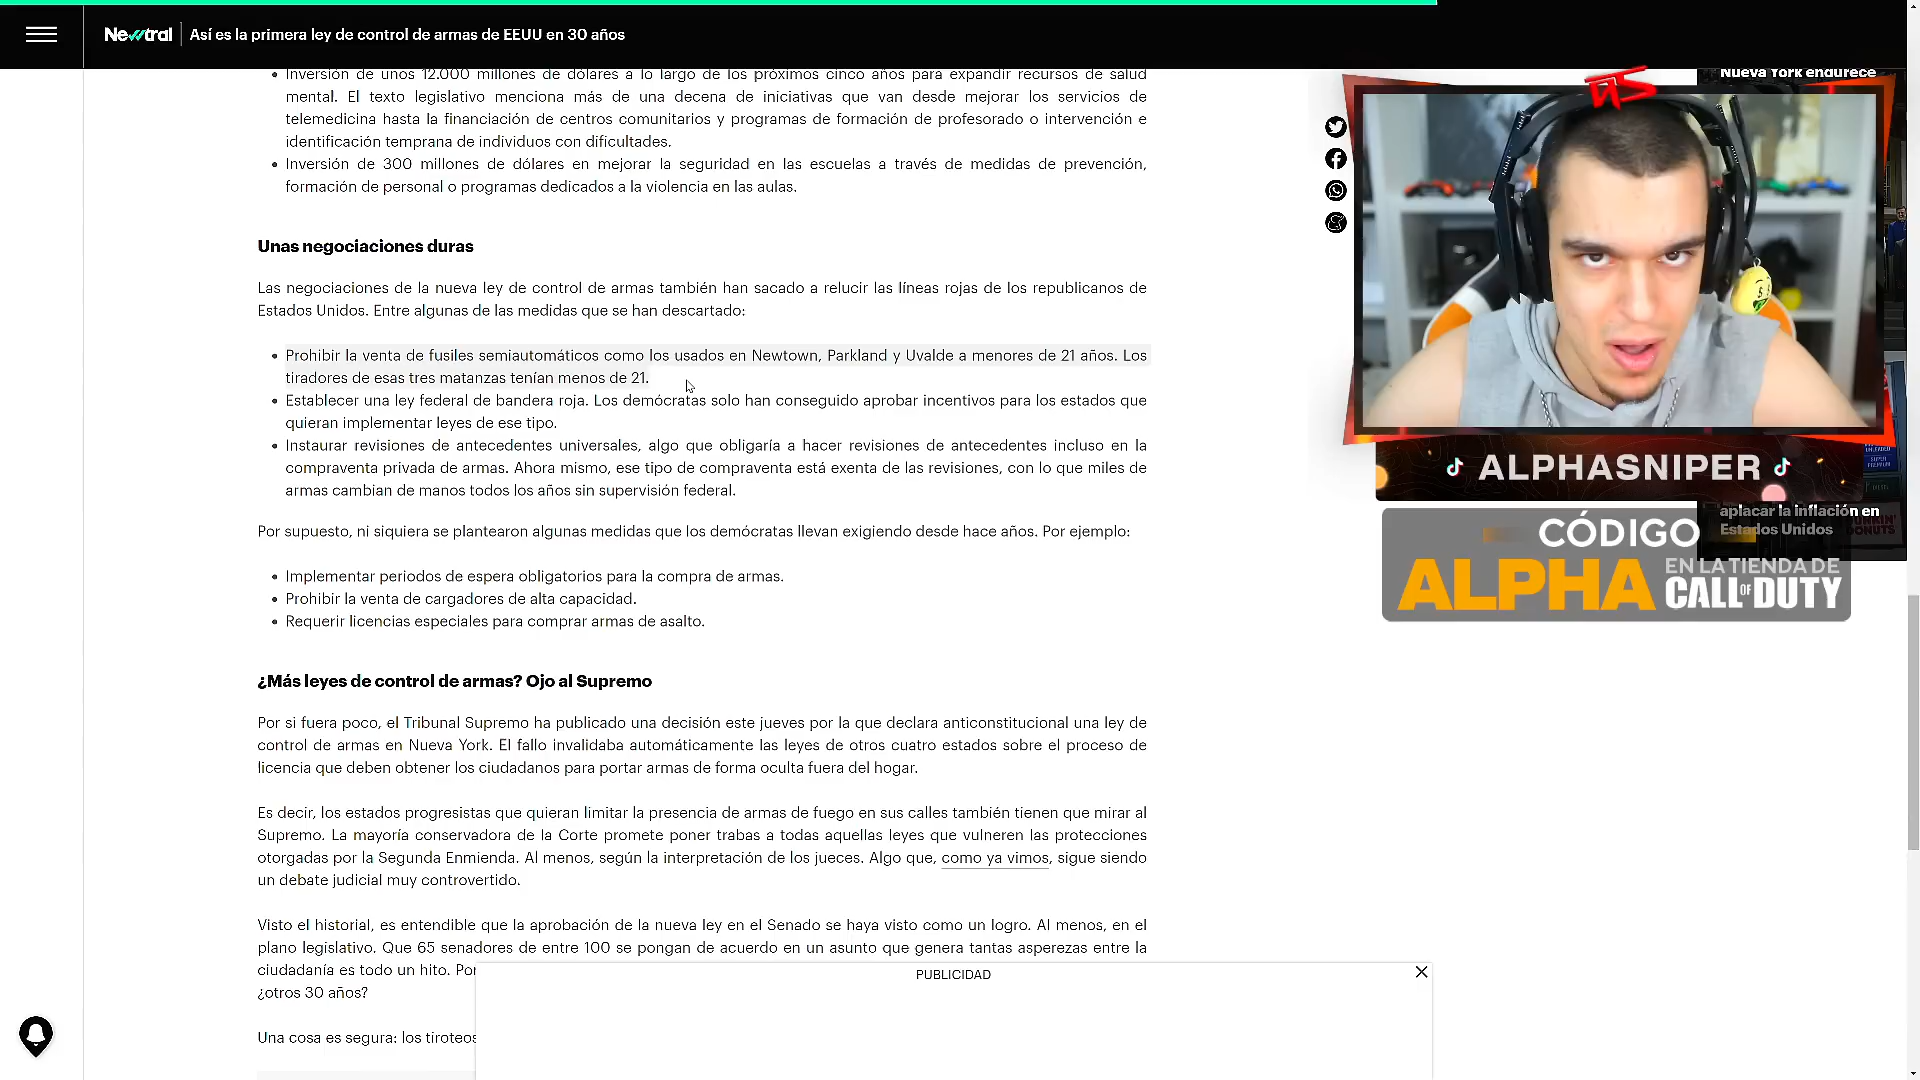 Newtral
Así es la primera ley de control de armas de EEUU en 30 años
Inversión de unos 12.000 millones de dólares a lo largo de los próximos cinco años para expandir recursos de salud
mental. El texto legislativo menciona más de una decena de iniciativas que van desde mejorar los servicios de
telemedicina hasta la financiación de centros comunitarios y programas de formación de profesorado o intervención e
identificación temprana de individuos con dificultades.
Inversión de 300 millones de dólares en mejorar la seguridad en las escuelas a través de medidas de prevención,
formación de personal o programas dedicados a la violencia en las aulas.
Unas negociaciones duras
Las negociaciones de la nueva ley de control de armas también han sacado a relucir las líneas rojas de los republicanos de
Estados Unidos. Entre algunas de las medidas que se han descartado:
Prohibir la venta de fusiles semiautomáticos como los usados en Newtown, Parkland y Uvalde a menores de 21 años. Los
tiradores de esas tres matanzas tenían menos de 21.
Establecer una ley federal de bandera roja. Los demócratas solo han conseguido aprobar incentivos para los estados que
quieran implementar leyes de ese tipo.
Instaurar revisiones de antecedentes universales, algo que obligaría a hacer revisiones de antecedentes incluso en la
compraventa privada de armas. Ahora mismo, ese tipo de compraventa está exenta de las revisiones, con lo que miles de
armas cambian de manos todos los años sin supervisión federal.
Por supuesto, ni siquiera se plantearon algunas medidas que los demócratas llevan exigiendo desde hace años. Por ejemplo:
Implementar periodos de espera obligatorios para la compra de armas.
Prohibir la venta de cargadores de alta capacidad.
Requerir licencias especiales para comprar armas de asalto.
¿Más leyes de control de armas? Ojo al Supremo
Por si fuera poco, el Tribunal Supremo ha publicado una decisión este jueves por la que declara anticonstitucional una ley de
control de armas en Nueva York. El fallo invalidaba automáticamente las leyes de otros cuatro estados sobre el proceso de
licencia que deben obtener los ciudadanos para portar armas de forma oculta fuera del hogar.
Es decir, los estados progresistas que quieran limitar la presencia de armas de fuego en sus calles también tienen que mirar al
Supremo. La mayoría conservadora de la Corte promete poner trabas a todas aquellas leyes que vulneren las protecciones
otorgadas por la Segunda Enmienda. Al menos, según la interpretación de los jueces. Algo que, como ya vimos, sigue siendo
un debate judicial muy controvertido.
Visto el historial, es entendible que la aprobación de la nueva ley en el Senado se haya visto como un logro. Al menos, en el
plano legislativo. Que 65 senadores de entre 100 se pongan de acuerdo en un asunto que genera tantas asperezas entre la
ciudadanía es todo un hito. Por
¿otros 30 años?
Una cosa es segura: los tiroteos
PUBLICIDAD
Nueva York endurece
ALPHASNIPER
aplacar la inflación en
Estados Unidos
CÓDIGO
ALPHA
EN LA TIENDA DE
CALL OF DUTY